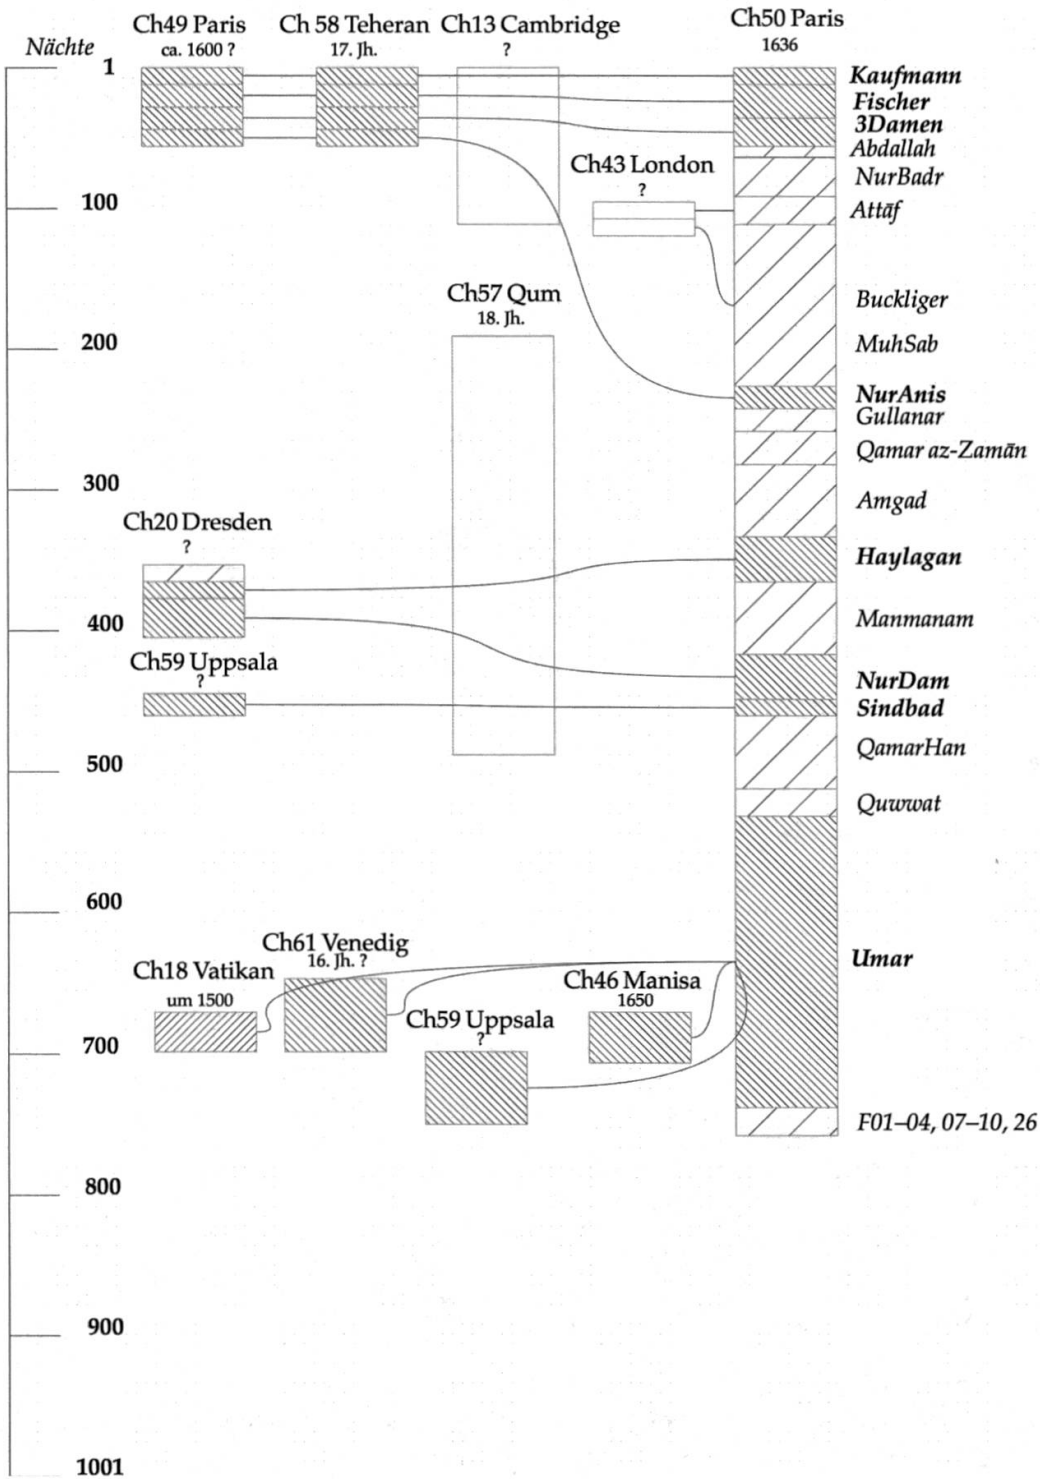 Nächte
Ch49 Paris
ca. 1600 ?
Ch 58 Teheran
17. Jh.
Ch13 Cambridge
?
Ch50 Paris
1636
1
Kaufmann
Fischer
3Damen
Abdallah
Ch43 London
?
NurBadr
100
Attāf
Ch57 Qum
18. Jh.
Buckliger
200
MuhSab
NurAnis
Gullanar
Qamar az-Zamān
300
Amgad
Ch20 Dresden
?
Haylagan
400
Manmanam
Ch59 Uppsala
?
NurDam
Sindbad
QamarHan
500
Quwwat
600
Ch61 Venedig
16. Jh. ?
Umar
Ch18 Vatikan
um 1500
Ch46 Manisa
1650
Ch59 Uppsala
?
700
F01–04, 07–10, 26
800
900
1001